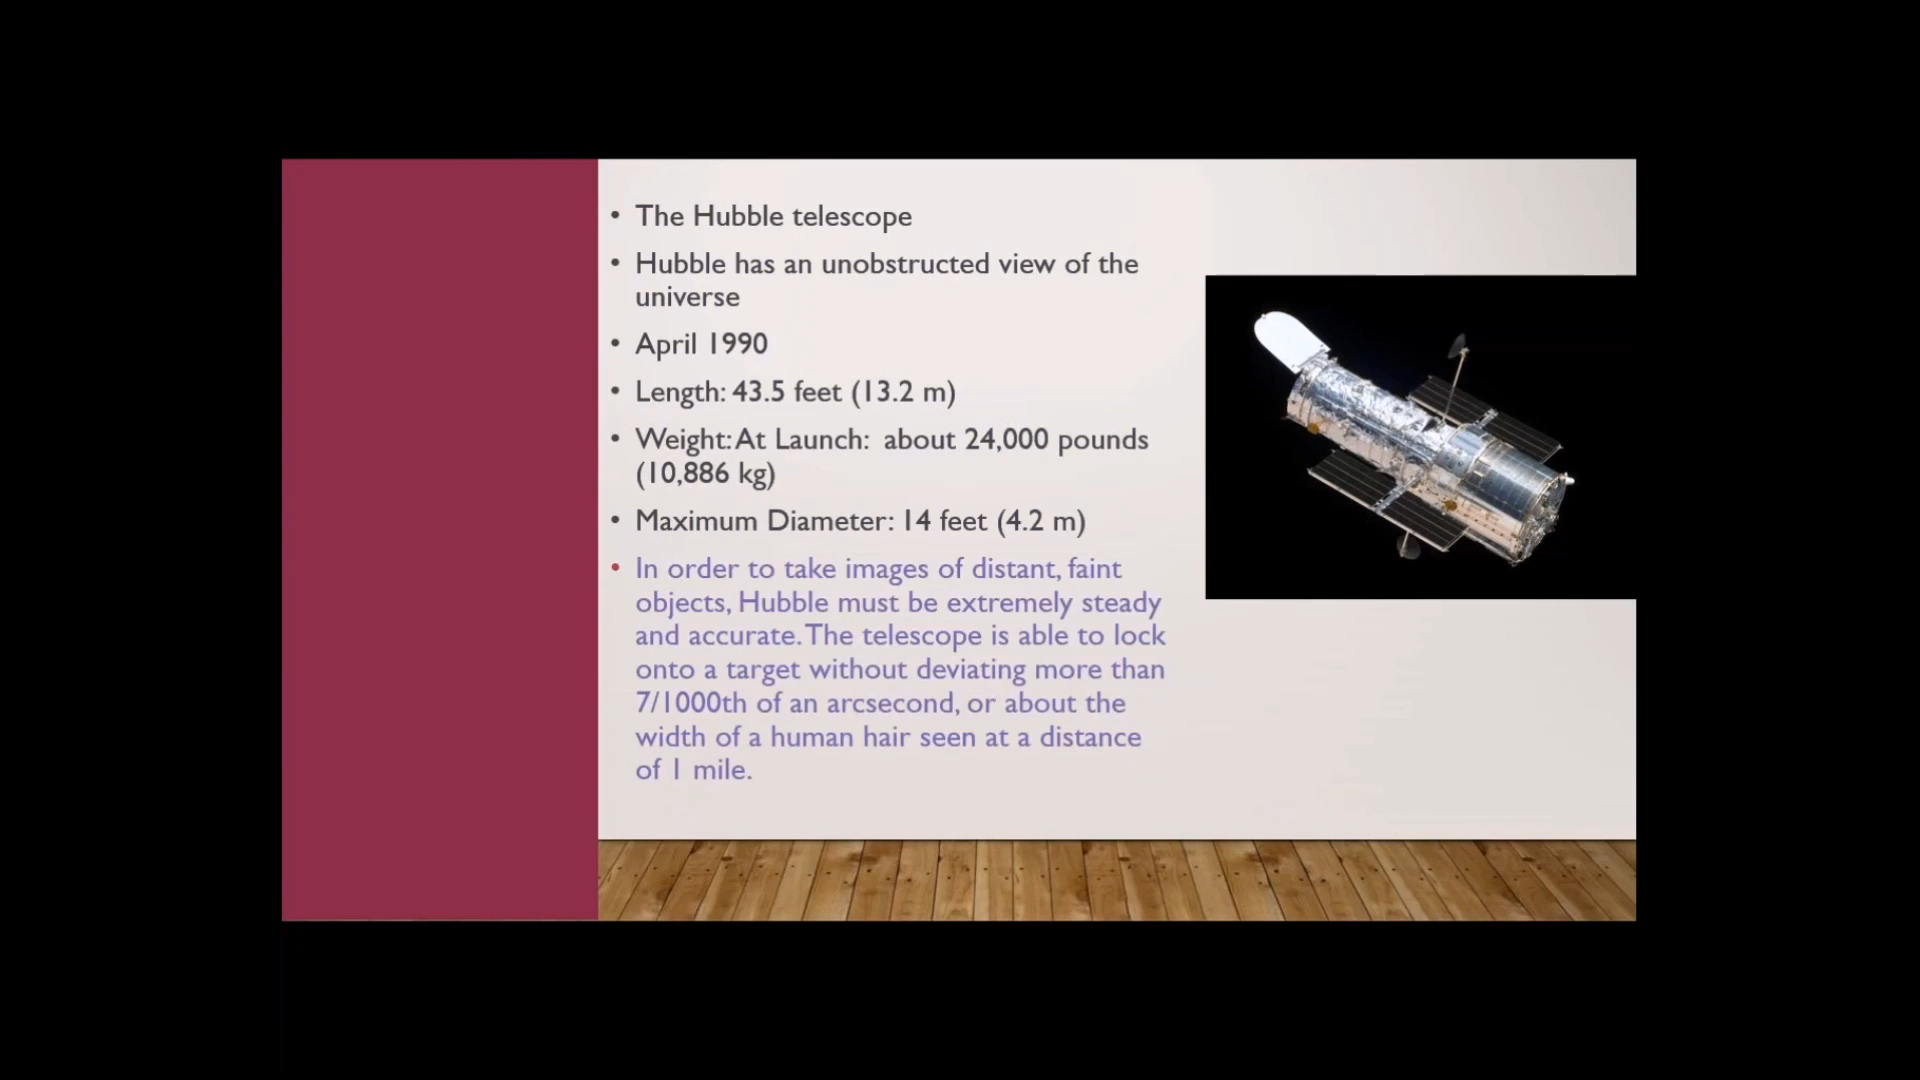 • The Hubble telescope
• Hubble has an unobstructed view of the
universe
• April 1990
• Length: 43.5 feet (13.2 m)
• Weight: At Launch:  about 24,000 pounds
(10,886 kg)
• Maximum Diameter: 14 feet (4.2 m)
• In order to take images of distant, faint
objects, Hubble must be extremely steady
and accurate. The telescope is able to lock
onto a target without deviating more than
7/1000th of an arcsecond, or about the
width of a human hair seen at a distance
of 1 mile.